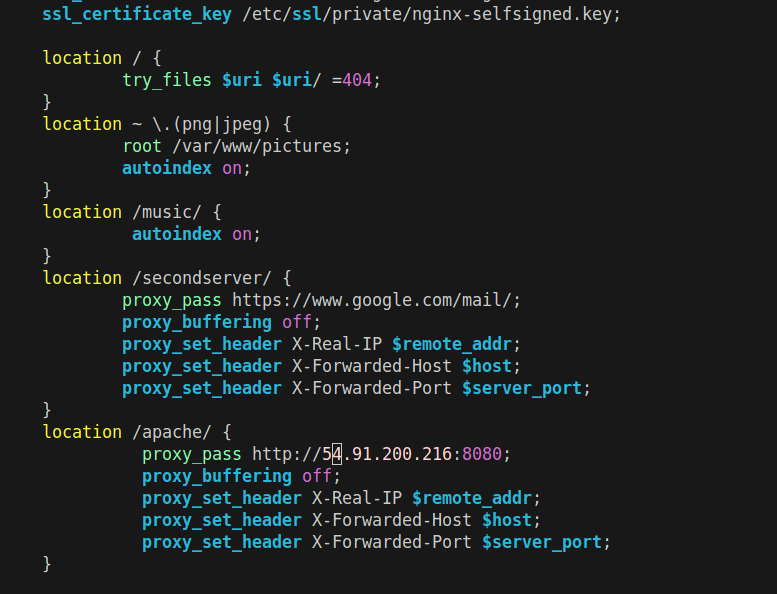 ssl_certificate_key /etc/ssl/private/nginx-selfsigned.key;
location / {
try_files $uri $uri/ =404;
}
location ~ \.(png|jpeg) {
root /var/www/pictures;
autoindex on;
}
location /music/ {
autoindex on;
}
location /secondserver/ {
proxy_pass https://www.google.com/mail/;
proxy_buffering off;
proxy_set_header X-Real-IP $remote_addr;
proxy_set_header X-Forwarded-Host $host;
proxy_set_header X-Forwarded-Port $server_port;
}
location /apache/ {
proxy_pass http://54.91.200.216:8080;
proxy_buffering off;
proxy_set_header X-Real-IP $remote_addr;
proxy_set_header X-Forwarded-Host $host;
proxy_set_header X-Forwarded-Port $server_port;
}